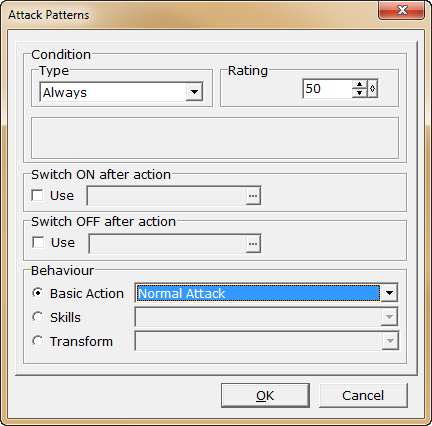 Attack Patterns
Condition
Type
Rating
Always
50
Switch ON after action
Use
...
Switch OFF after action
Use
...
Behaviour
Basic Action
Normal Attack
Skills
Transform
OK
Cancel